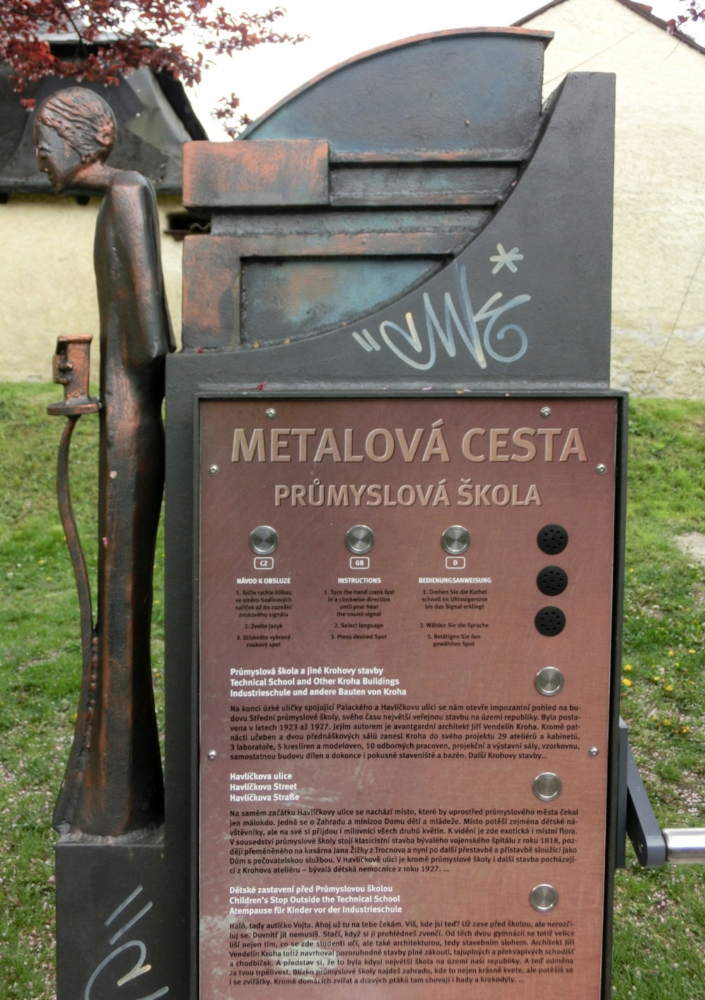 METALOVÁ CESTA
PRŮMYSLOVÁ ŠKOLA
CZ
GB
D
NÁVOD K OBSLUZE
1. Točte rychle klikou
ve směru hodinových
ručiček až do zaznění
zvukového signálu
2. Zvolte jazyk
3. Stiskněte vybraný
zvukový spot
INSTRUCTIONS
1. Turn the hand crank fast
in a clockwise direction
until your hear
the sound signal
2. Select language
3. Press desired Spot
BEDIENUNGSANWEISUNG
1. Drehen Sie die Kurbel
schnell im Uhrzeigersinn
bis das Signal erklingt
2. Wählen Sie die Sprache
3. Betätigen Sie den
gewählten Spot
Průmyslová škola a jiné Krohovy stavby
Technical School and Other Kroha Buildings
Industrieschule und andere Bauten von Kroha
Na konci úzké uličky spojující Palackého a Havlíčkovu ulici se nám otevře impozantní pohled na bu-
dovu Střední průmyslové školy, svého času největší veřejnou stavbu na území republiky. Byla posta-
vena v letech 1923 až 1927. Jejím autorem je avantgardní architekt Jiří Vendelín Kroha. Kromě pat-
nácti učeben a dvou přednáškových sálů zanesl Kroha do svého projektu 29 ateliérů a kabinetů,
3 laboratoře, 5 kreslíren a modeloven, 10 odborných pracoven, projekční a výstavní sály, vzorkovnu,
samostatnou budovu dílen a dokonce i pokusné staveniště a bazén. Další Krohovy stavby...
Havlíčkova ulice
Havlíčkova Street
Havlíčkova Straße
Na samém začátku Havlíčkovy ulice se nachází místo, které by uprostřed průmyslového města čekal
jen málokdo. Jedná se o Zahradu a minizoo Domu dětí a mládeže. Místo potěší zejména dětské ná-
vštěvníky, ale na své si přijdou i milovníci všech druhů květin. K vidění je zde exotická i místní flora.
V sousedství průmyslové školy stojí klasicistní stavba bývalého vojenského špitálu z roku 1818, poz-
ději přeměněného na kasárna Jana Žižky z Trocnova a nyní po další přestavbě a přístavbě sloužící jako
Dům s pečovatelskou službou. V Havlíčkově ulici je kromě průmyslové školy i další stavba pocházejí-
cí z Krohova ateliéru – bývalá dětská nemocnice z roku 1927. ...
Dětské zastavení před Průmyslovou školou
Children's Stop Outside the Technical School
Atempause für Kinder vor der Industrieschule
Haló, tady autíčko Vojta. Ahoj už tu na tebe čekám. Víš, kde jsi teď? Už zase před školou, ale nerozči-
luj se. Dovnitř jít nemusíš. Stačí, když si ji prohlédneš zvenčí. Od těch dvou gymnázií se totiž velice
liší nejen tím, co se zde studenti učí, ale také architekturou, tedy stavebním slohem. Architekt Jiří
Vendelín Kroha totiž navrhoval pozoruhodné stavby plné zákoutí, tajuplných a překvapivých schodišť
a chodbiček. A představ si, že to byla kdysi největší škola na území naší republiky. A teď odměna
za tvou trpělivost. Blízko průmyslové školy najdeš zahradu, kde to nejen krásně kvete, ale potěšíš se
i se zvířátky. Kromě domácích zvířat a dravých ptáků tam chovají i hady a krokodýly. ...